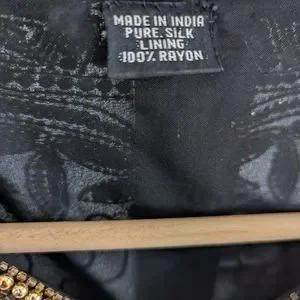 MADE IN INDIA
PURE. SILK
LINING
100% RAYON